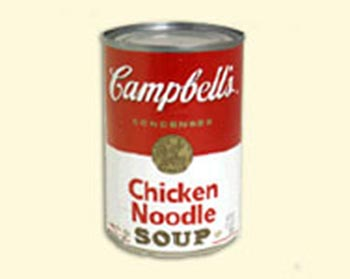 Campbell's
CONDENSED
Chicken
Noodle
SOUP